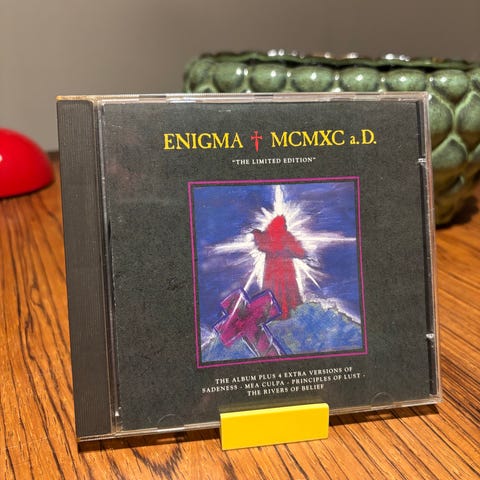 ENIGMA † MCMXC a.D.
"THE LIMITED EDITION"
THE ALBUM PLUS 4 EXTRA VERSIONS OF
SADENESS - MEA CULPA - PRINCIPLES OF LUST -
THE RIVERS OF BELIEF